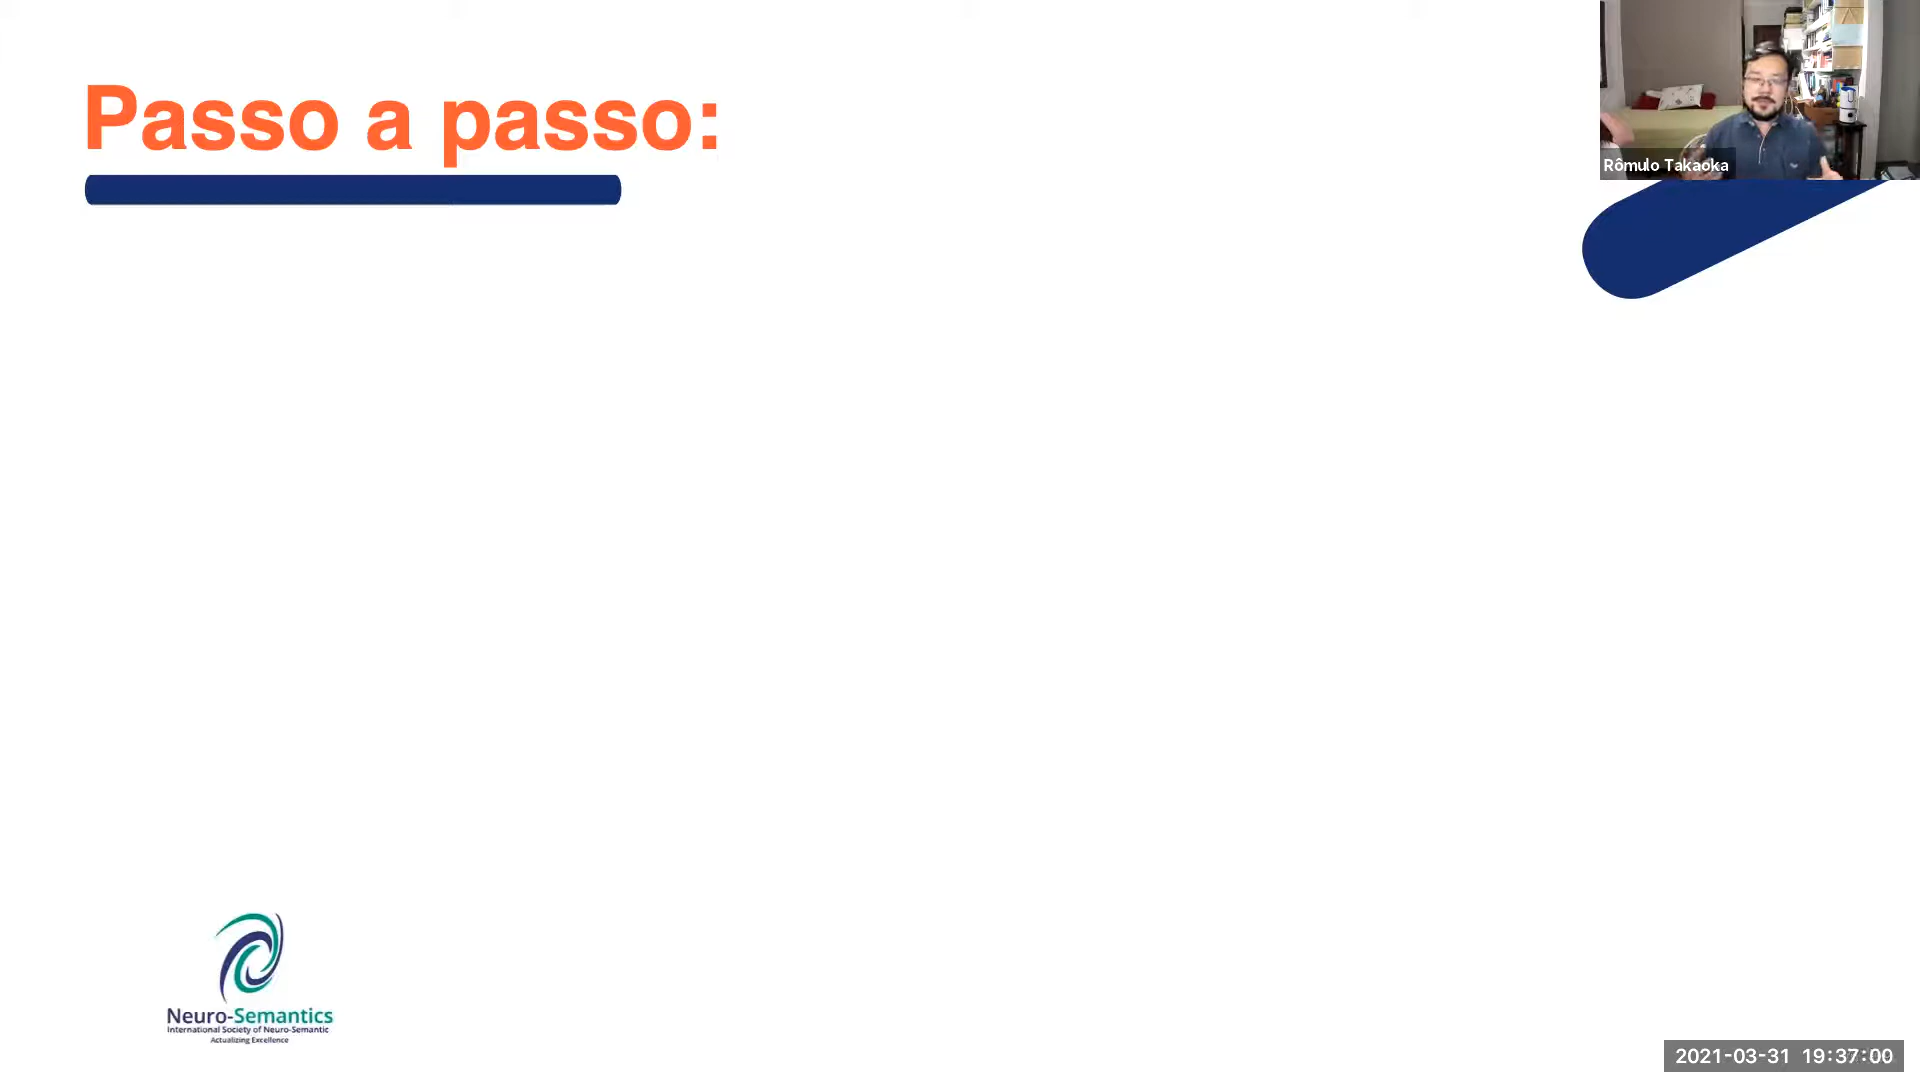 Passo a passo:
Rômulo Takaoka
Neuro-Semantics
International Society of Neuro-Semantic
Actualizing Excellence
2021-03-31 19:37:00